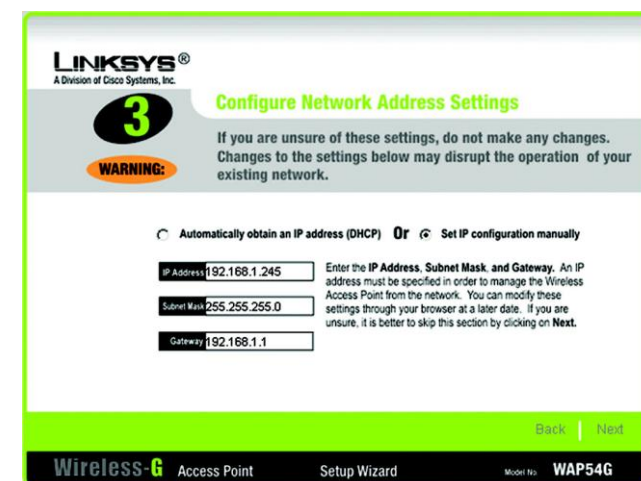 LINKSYS®
A Division of Cisco Systems, Inc.
3
WARNING:
Configure Network Address Settings
If you are unsure of these settings, do not make any changes.
Changes to the settings below may disrupt the operation of your
existing network.
Automatically obtain an IP address (DHCP) Or Set IP configuration manually
IP Address 192.168.1.245
Subnet Mask 255.255.255.0
Gateway 192.168.1.1
Enter the IP Address, Subnet Mask, and Gateway. An IP
address must be specified in order to manage the Wireless
Access Point from the network. You can modify these
settings through your browser at a later date. If you are
unsure, it is better to skip this section by clicking on Next.
Back Next
Wireless-G Access Point Setup Wizard Model No. WAP54G